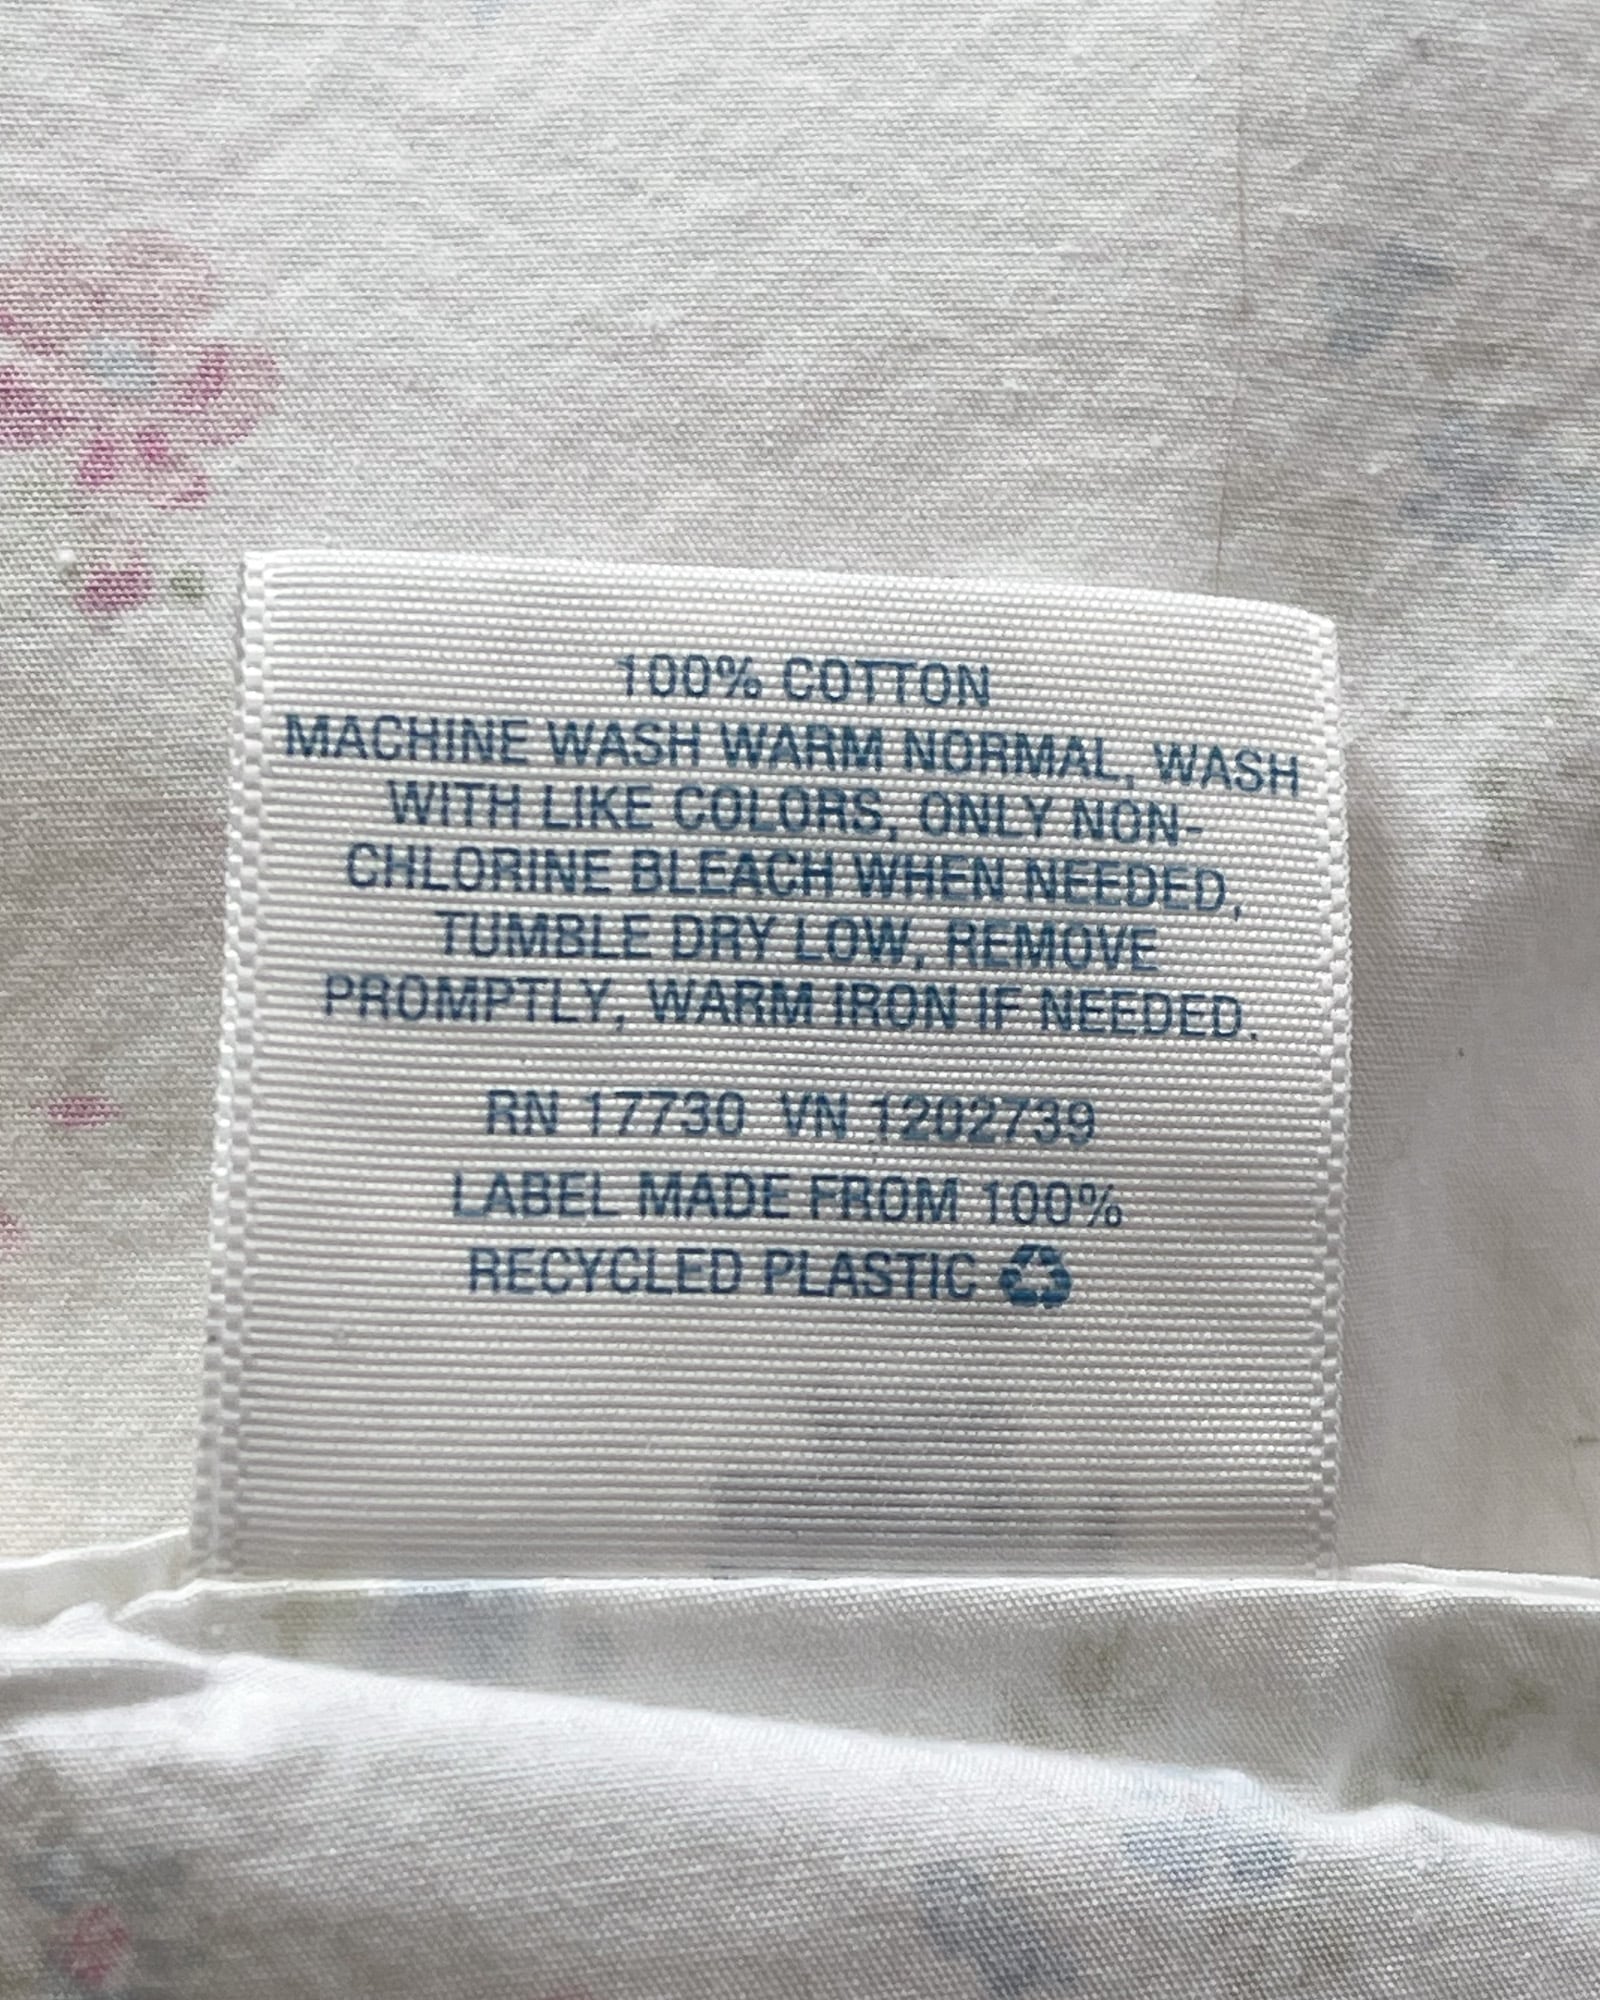 100% COTTON
MACHINE WASH WARM NORMAL, WASH
WITH LIKE COLORS, ONLY NON-
CHLORINE BLEACH WHEN NEEDED,
TUMBLE DRY LOW, REMOVE
PROMPTLY, WARM IRON IF NEEDED.
RN 17730 VN 1202739
LABEL MADE FROM 100%
RECYCLED PLASTIC